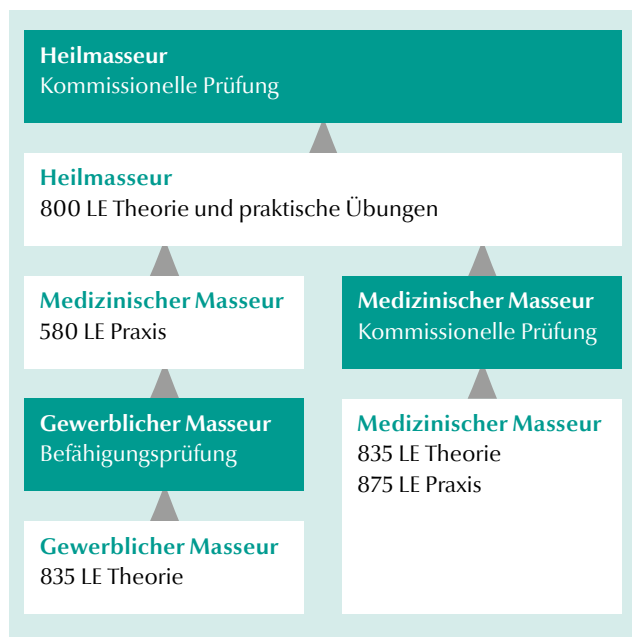 Heilmasseur
Kommissionelle Prüfung
Heilmasseur
800 LE Theorie und praktische Übungen
Medizinischer Masseur
580 LE Praxis
Medizinischer Masseur
Kommissionelle Prüfung
Gewerblicher Masseur
Befähigungsprüfung
Medizinischer Masseur
835 LE Theorie
875 LE Praxis
Gewerblicher Masseur
835 LE Theorie